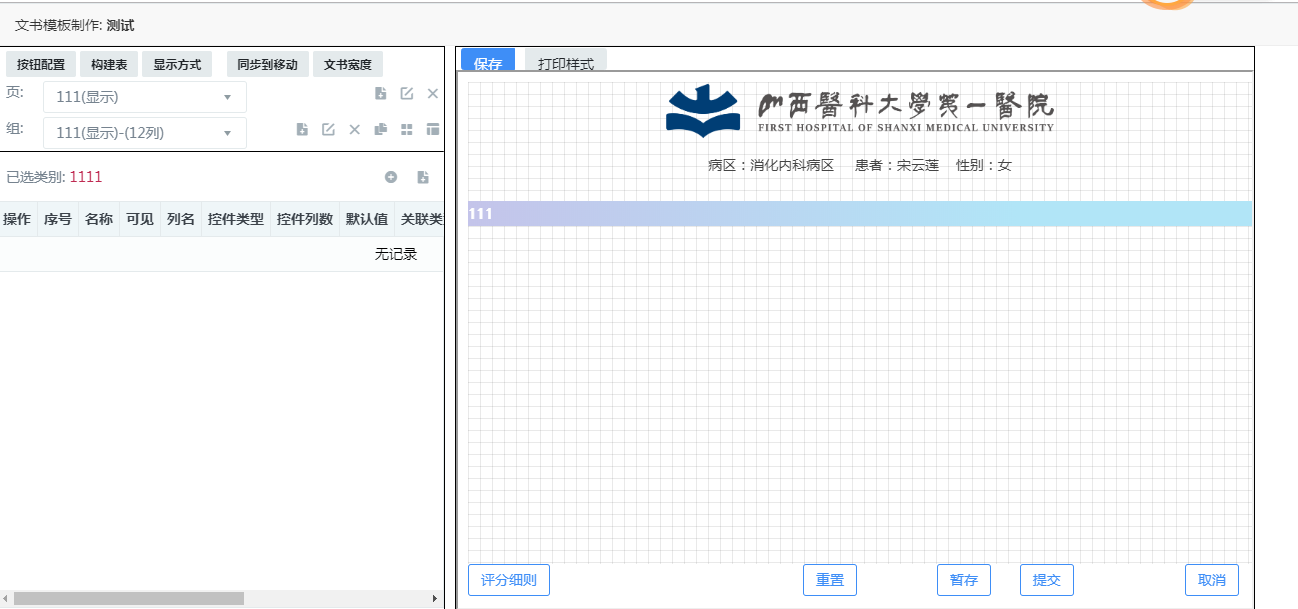 文书模板制作: 测试
按钮配置 构建表 显示方式 同步到移动 文书宽度
页: 111(显示)
组: 111(显示)-(12列)
已选类别: 1111
操作 序号 名称 可见 列名 控件类型 控件列数 默认值 关联类
无记录
保存 打印样式
山西醫科大學第一醫院
FIRST HOSPITAL OF SHANXI MEDICAL UNIVERSITY
病区：消化内科病区 患者：宋云莲 性别：女
111
评分细则 重置 暂存 提交 取消